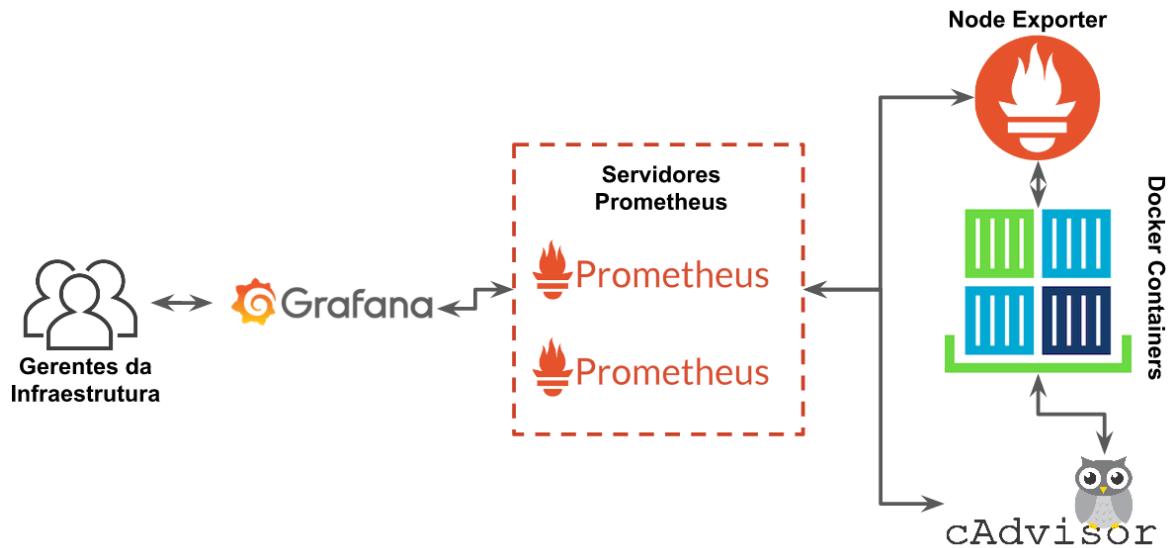 Node Exporter
Servidores
Prometheus
Prometheus
Prometheus
Grafana
Gerentes da
Infraestrutura
Docker Containers
cAdvisor